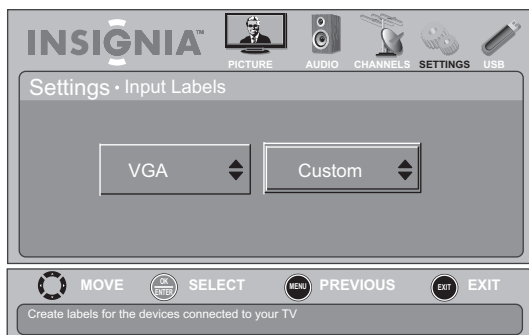 INSIGNIA™
PICTURE AUDIO CHANNELS SETTINGS USB
Settings · Input Labels
VGA Custom
MOVE OK ENTER SELECT MENU PREVIOUS EXIT EXIT
Create labels for the devices connected to your TV